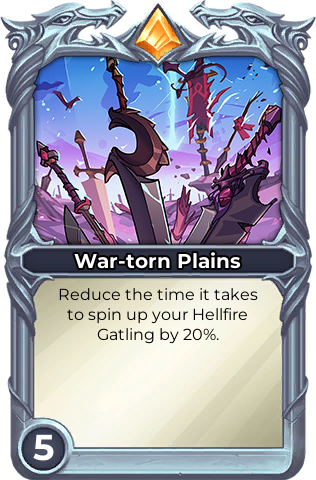 War-torn Plains
Reduce the time it takes
to spin up your Hellfire
Gatling by 20%.
5